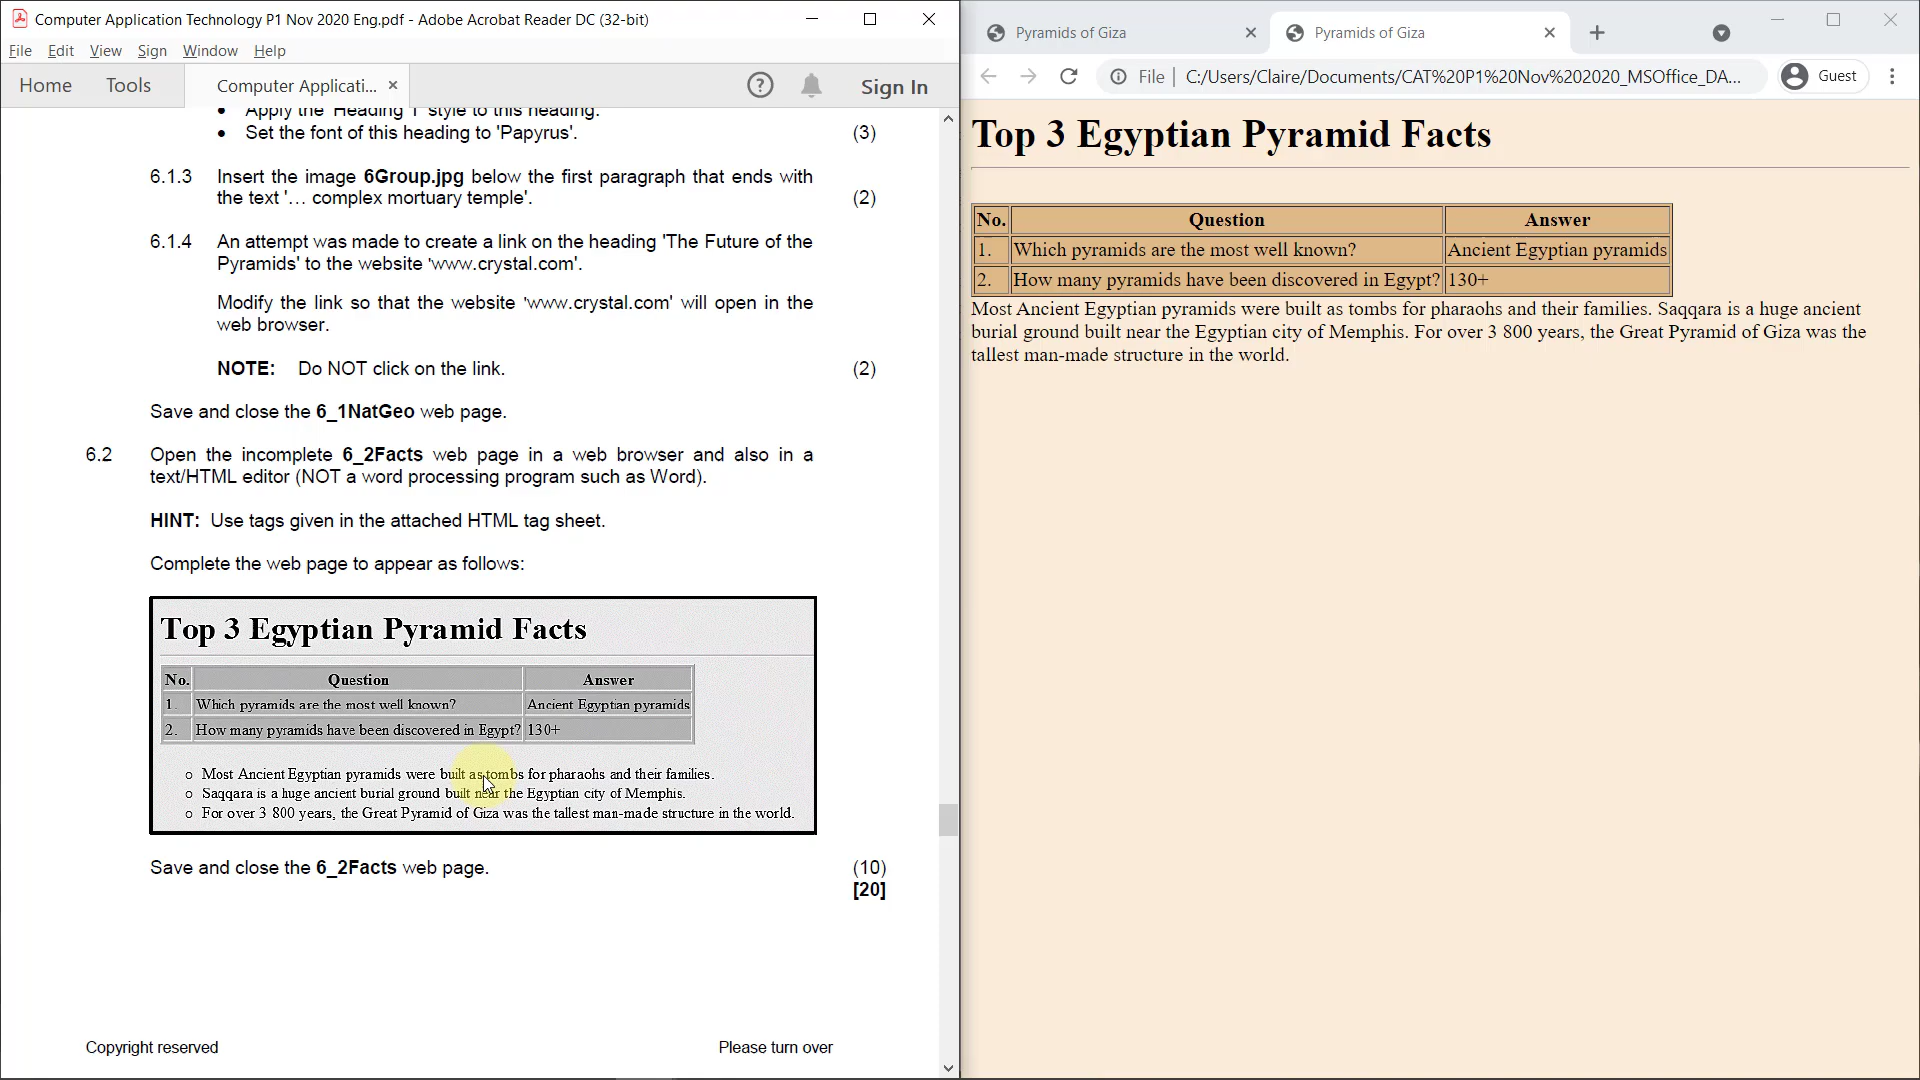 Computer Application Technology P1 Nov 2020 Eng.pdf - Adobe Acrobat Reader DC (32-bit)
File Edit View Sign Window Help
Home Tools Computer Applicati... Sign In
• Apply the 'Heading 1' style to this heading.
• Set the font of this heading to 'Papyrus'. (3)
6.1.3 Insert the image 6Group.jpg below the first paragraph that ends with
the text '… complex mortuary temple'. (2)
6.1.4 An attempt was made to create a link on the heading 'The Future of the
Pyramids' to the website 'www.crystal.com'.
Modify the link so that the website 'www.crystal.com' will open in the
web browser.
NOTE: Do NOT click on the link. (2)
Save and close the 6_1NatGeo web page.
6.2 Open the incomplete 6_2Facts web page in a web browser and also in a
text/HTML editor (NOT a word processing program such as Word).
HINT: Use tags given in the attached HTML tag sheet.
Complete the web page to appear as follows:
Top 3 Egyptian Pyramid Facts
No. Question Answer
1. Which pyramids are the most well known? Ancient Egyptian pyramids
2. How many pyramids have been discovered in Egypt? 130+
o Most Ancient Egyptian pyramids were built as tombs for pharaohs and their families.
o Saqqara is a huge ancient burial ground built near the Egyptian city of Memphis.
o For over 3 800 years, the Great Pyramid of Giza was the tallest man-made structure in the world.
Save and close the 6_2Facts web page. (10)
[20]
Copyright reserved Please turn over
Pyramids of Giza Pyramids of Giza
File C:/Users/Claire/Documents/CAT%20P1%20Nov%202020_MSOffice_DA... Guest
Top 3 Egyptian Pyramid Facts
No. Question Answer
1. Which pyramids are the most well known? Ancient Egyptian pyramids
2. How many pyramids have been discovered in Egypt? 130+
Most Ancient Egyptian pyramids were built as tombs for pharaohs and their families. Saqqara is a huge ancient
burial ground built near the Egyptian city of Memphis. For over 3 800 years, the Great Pyramid of Giza was the
tallest man-made structure in the world.